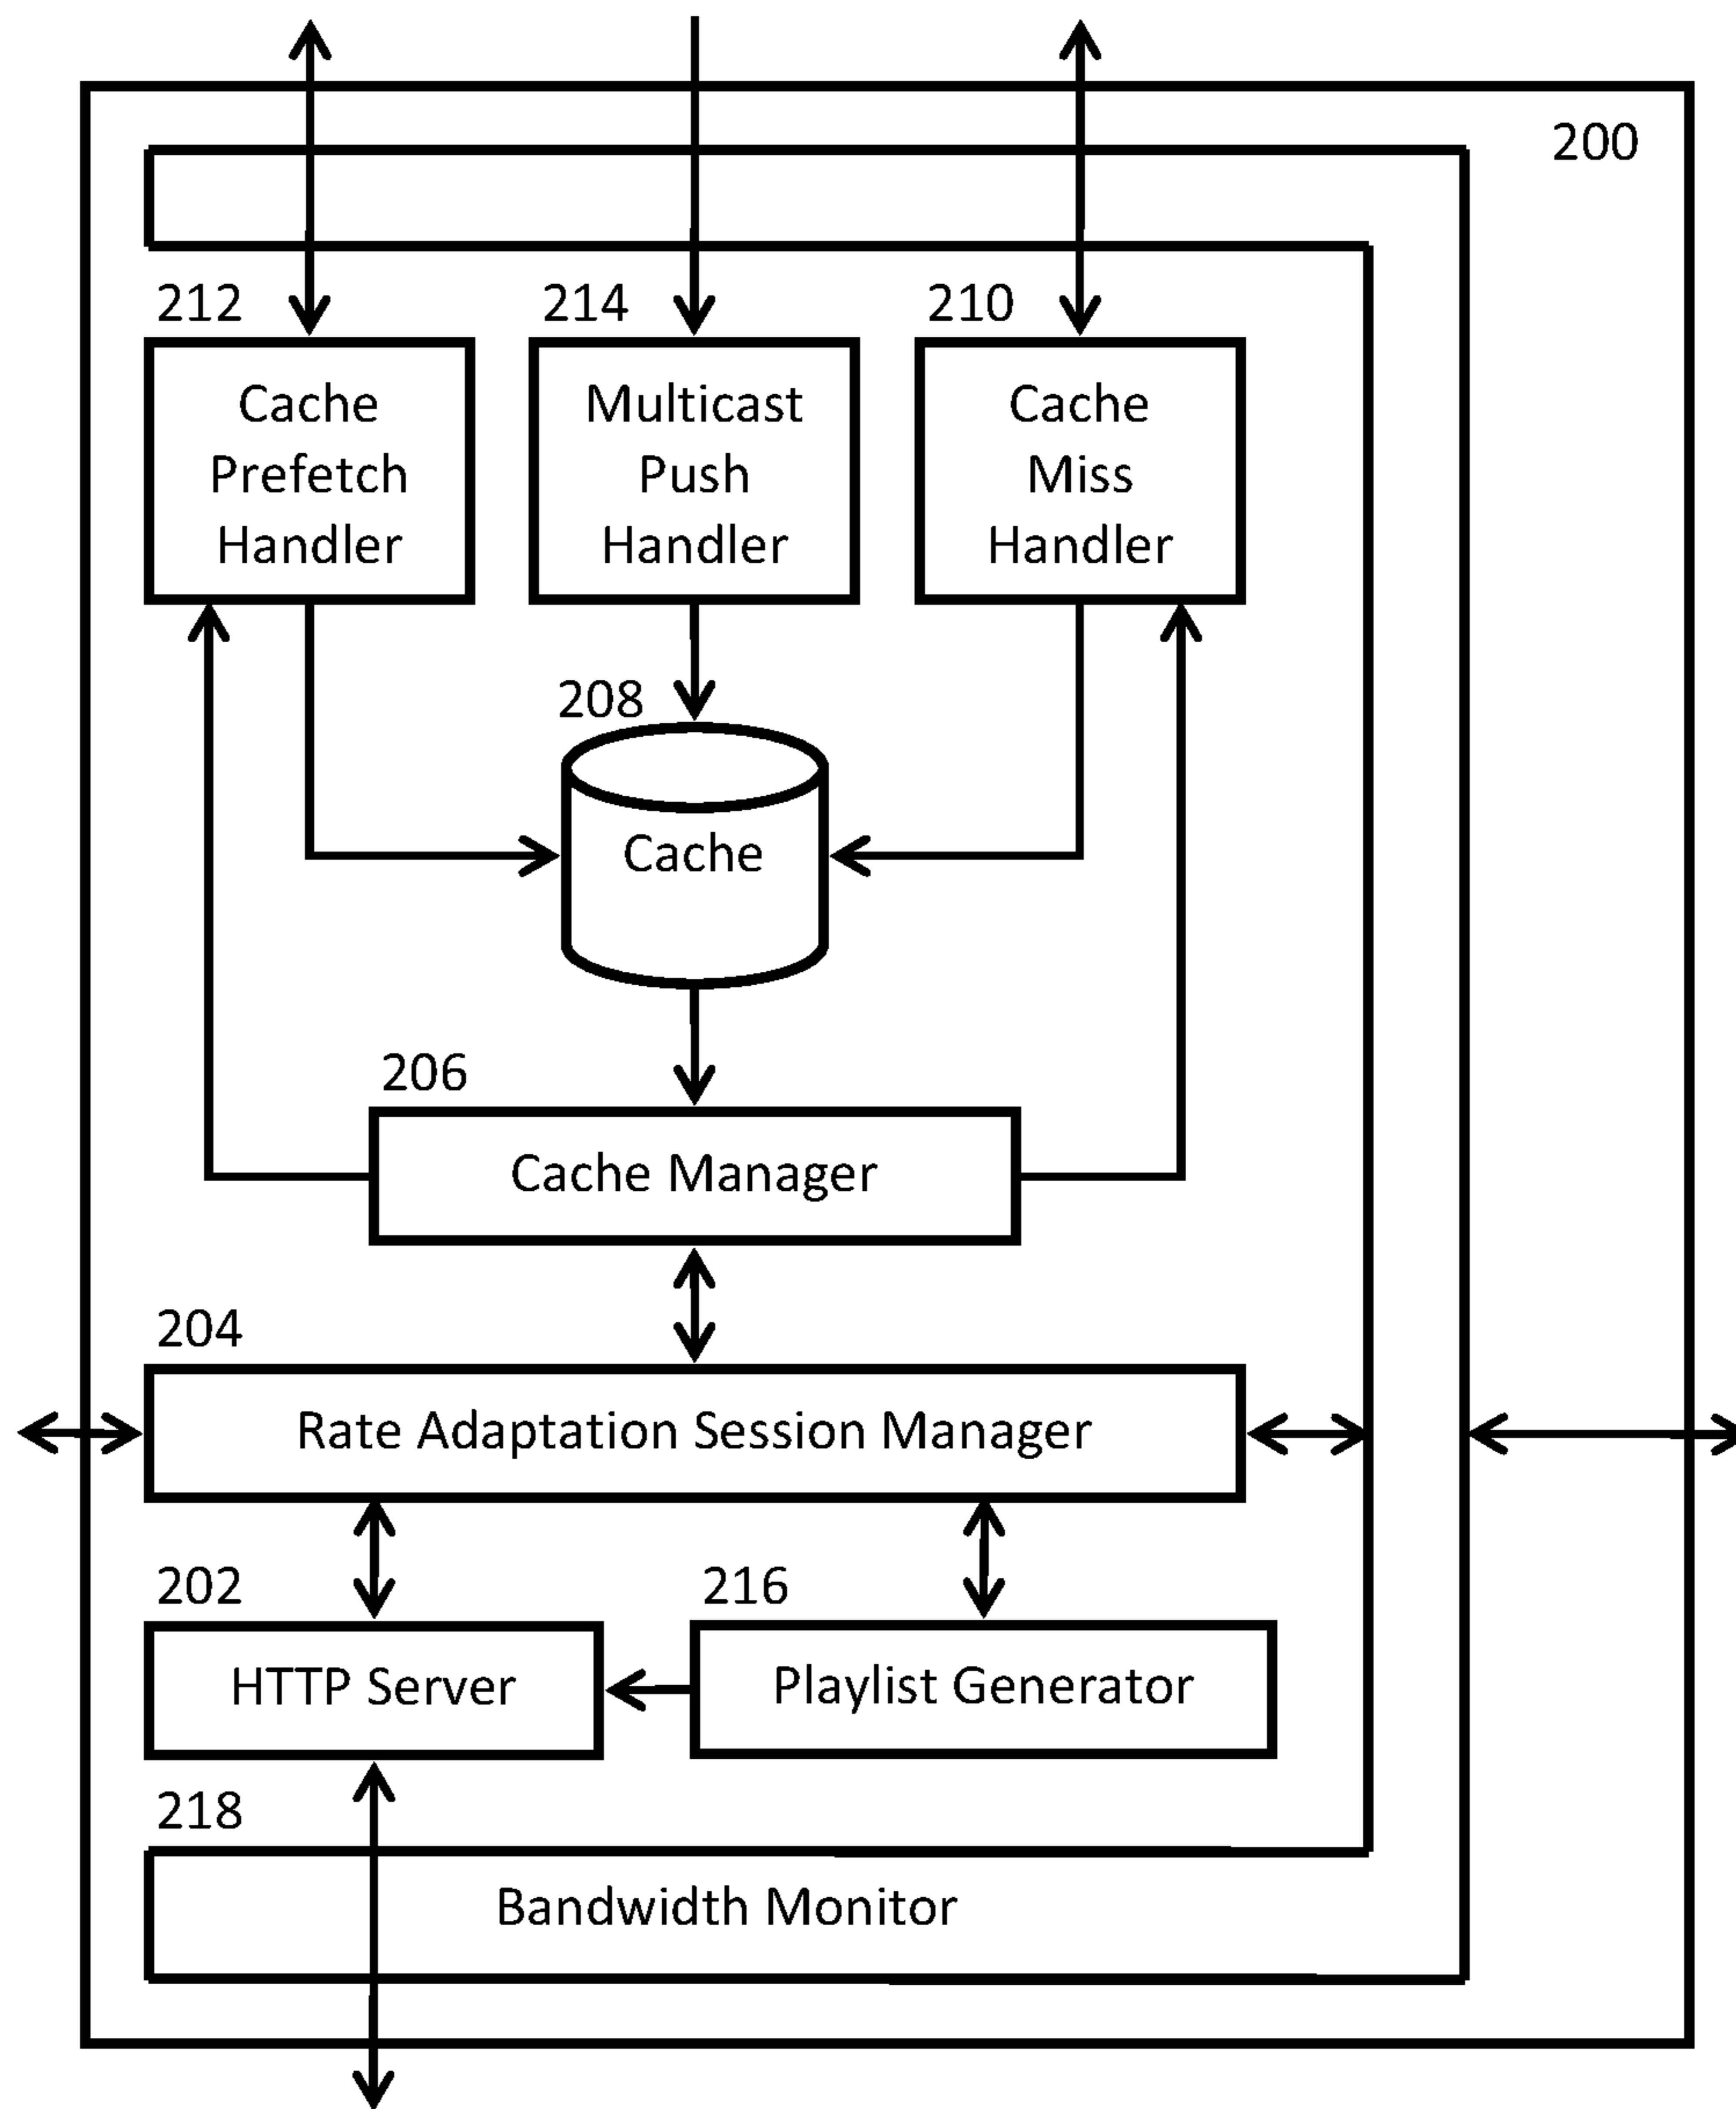 200
212
Cache
Prefetch
Handler
214
Multicast
Push
Handler
210
Cache
Miss
Handler
208
Cache
206
Cache Manager
204
Rate Adaptation Session Manager
202
HTTP Server
216
Playlist Generator
218
Bandwidth Monitor